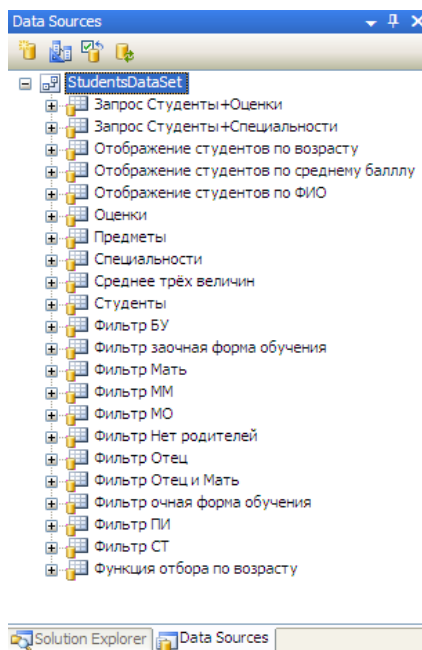 Data Sources
StudentsDataSet
Запрос Студенты+Оценки
Запрос Студенты+Специальности
Отображение студентов по возрасту
Отображение студентов по среднему балллу
Отображение студентов по ФИО
Оценки
Предметы
Специальности
Среднее трёх величин
Студенты
Фильтр БУ
Фильтр заочная форма обучения
Фильтр Мать
Фильтр ММ
Фильтр МО
Фильтр Нет родителей
Фильтр Отец
Фильтр Отец и Мать
Фильтр очная форма обучения
Фильтр ПИ
Фильтр СТ
Функция отбора по возрасту
Solution Explorer Data Sources